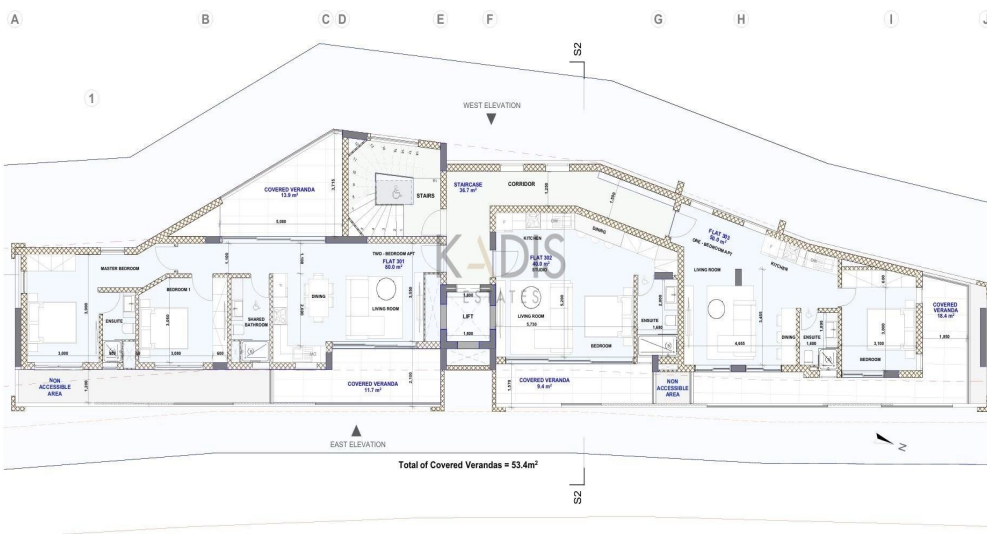 A B C D E F G H I J
1
S2
WEST ELEVATION
COVERED VERANDA
13.9 m²
STAIRS
STAIRCASE
36.7 m²
CORRIDOR
MASTER BEDROOM
BEDROOM 1
ENSUITE
SHARED
BATHROOM
DINING
TWO - BEDROOM APT
FLAT 301
80.0 m²
LIVING ROOM
KADIS
ESTATES
LIFT
KITCHEN
DINING
FLAT 302
40.0 m²
STUDIO
LIVING ROOM
5,730
BEDROOM
ENSUITE
FLAT 303
50.0 m²
ONE - BEDROOM APT
LIVING ROOM
KITCHEN
DINING
ENSUITE
BEDROOM
COVERED
VERANDA
18.4 m²
NON
ACCESSIBLE
AREA
COVERED VERANDA
11.7 m²
COVERED VERANDA
9.4 m²
NON
ACCESSIBLE
AREA
EAST ELEVATION
N
Total of Covered Verandas = 53.4m²
S2